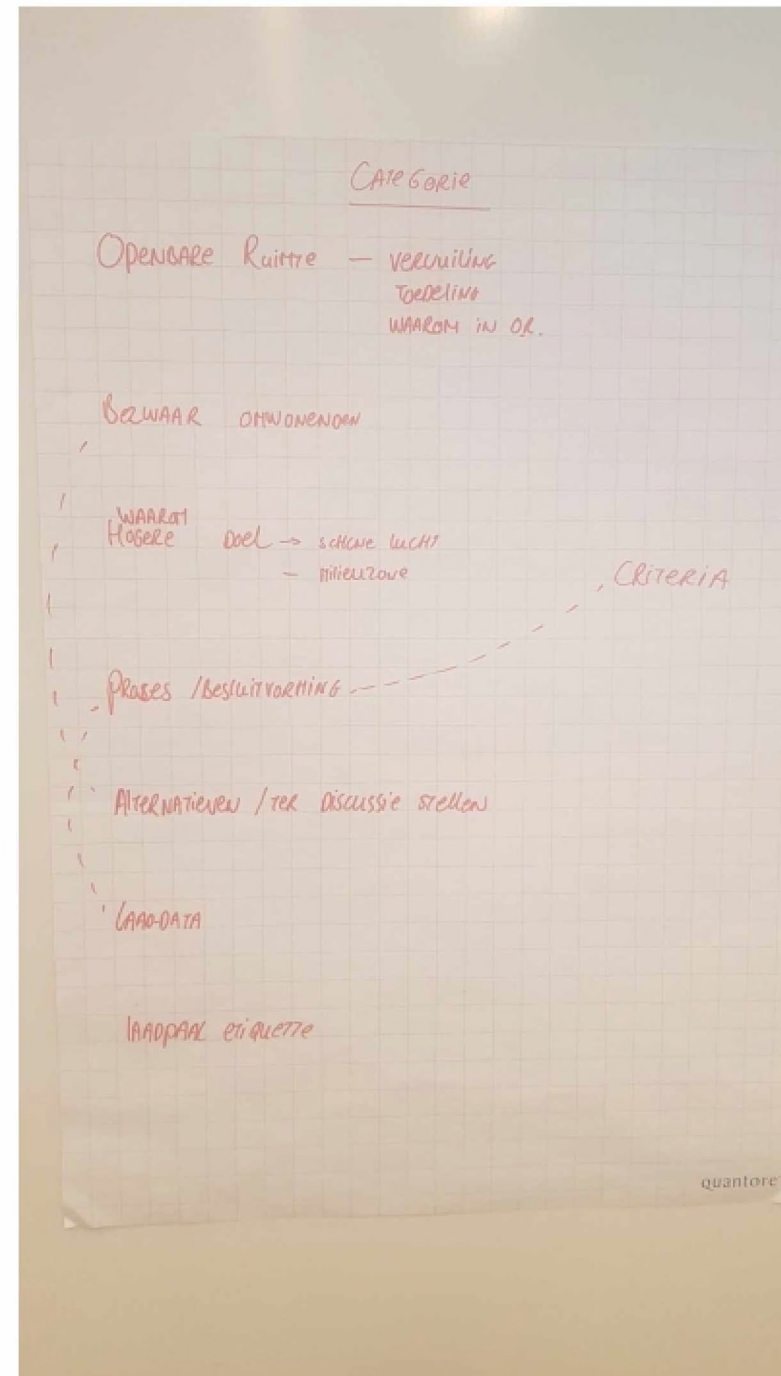 CATEGORIE
OPENBARE RUIMTE — VERVUILING
TOEDELING
WAAROM IN OR.
BEZWAAR OMWONENDEN
WAAROM
HOGERE DOEL → SCHONE LUCHT
— MILIEUZONE
CRITERIA
PROSES / BESLUITVORMING
ALTERNATIEVEN / TER DISCUSSIE STELLEN
LAAD-DATA
LAADPAAL ETIQUETTE
quantore